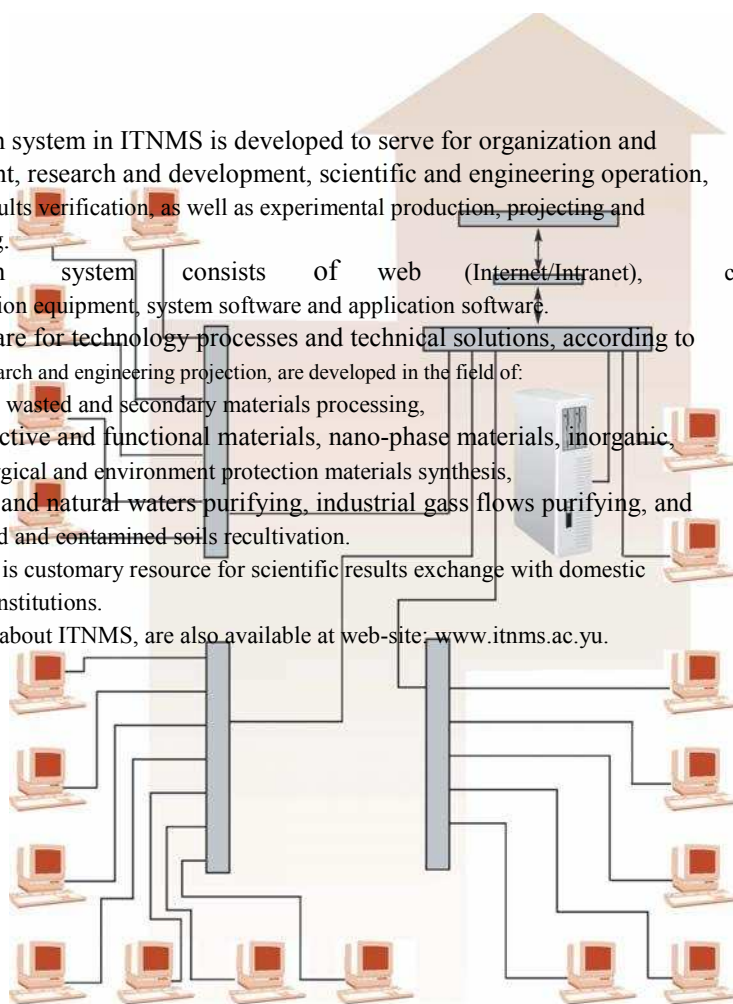 n system in ITNMS is developed to serve for organization and
nt, research and development, scientific and engineering operation,
ults verification, as well as experimental production, projecting and
g.
n system consists of web (Internet/Intranet), c
ion equipment, system software and application software.
are for technology processes and technical solutions, according to
arch and engineering projection, are developed in the field of:
wasted and secondary materials processing,
ctive and functional materials, nano-phase materials, inorganic,
rgical and environment protection materials synthesis,
and natural waters purifying, industrial gass flows purifying, and
d and contamined soils recultivation.
is customary resource for scientific results exchange with domestic
nstitutions.
about ITNMS, are also available at web-site: www.itnms.ac.yu.